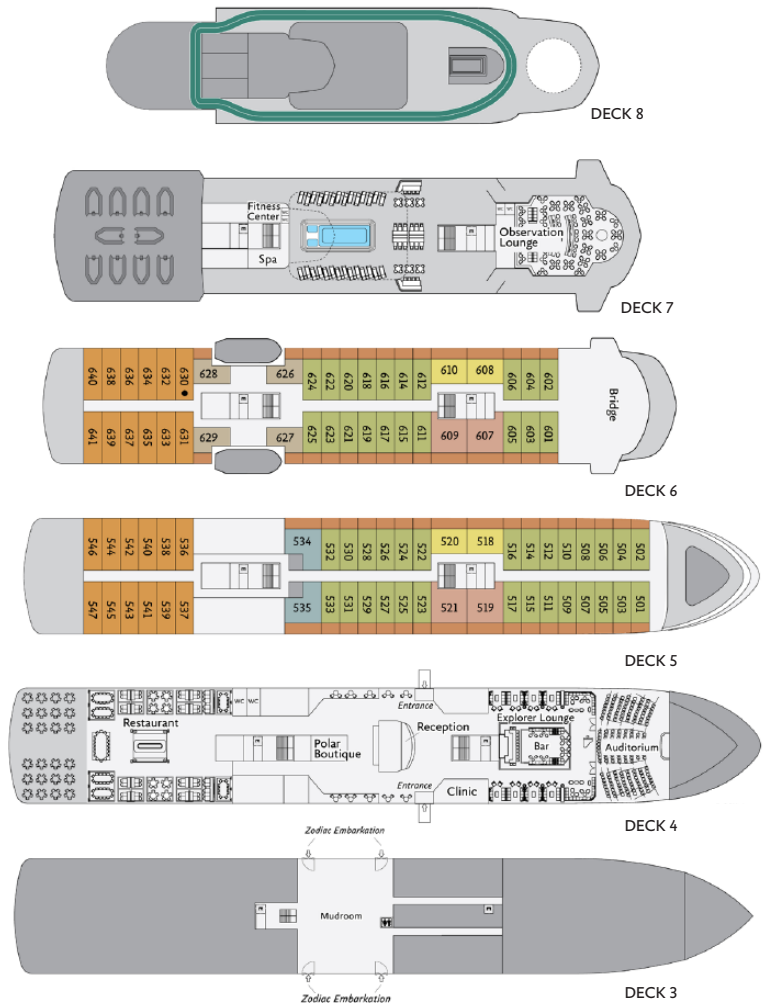 DECK 8
Fitness
Center
Spa
Observation
Lounge
DECK 7
640 638 636 634 632 630 628 626 624 622 620 618 616 614 612 610 608 606 604 602
641 639 637 635 633 631 629 627 625 623 621 619 617 615 611 609 607 605 603 601
Bridge
DECK 6
546 544 542 540 538 536 534 532 530 528 526 524 522 520 518 516 514 512 510 508 506 504 502
547 545 543 541 539 537 535 533 531 529 527 525 523 521 519 517 515 511 509 507 505 503 501
DECK 5
WC WC
Entrance
Restaurant
Reception
Explorer Lounge
Polar
Boutique
Bar
Auditorium
Entrance
Clinic
DECK 4
Zodiac Embarkation
Mudroom
Zodiac Embarkation
DECK 3